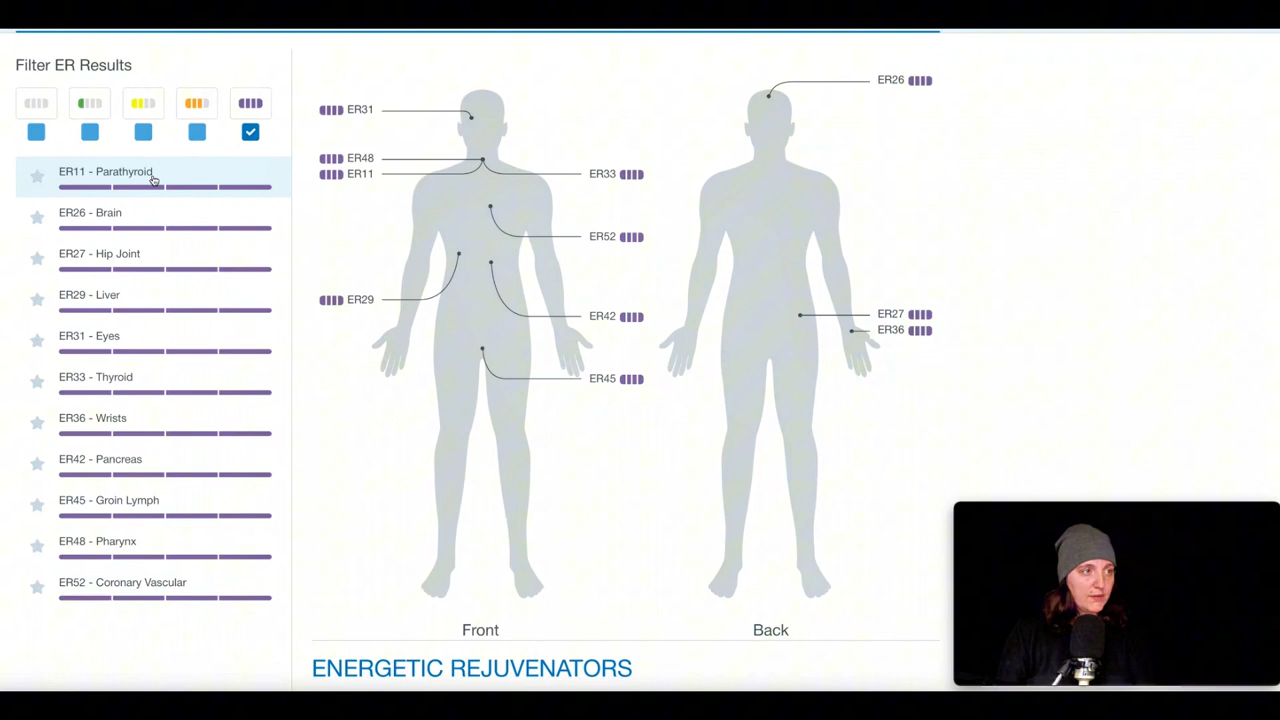 Filter ER Results
ER11 - Parathyroid
ER26 - Brain
ER27 - Hip Joint
ER29 - Liver
ER31 - Eyes
ER33 - Thyroid
ER36 - Wrists
ER42 - Pancreas
ER45 - Groin Lymph
ER48 - Pharynx
ER52 - Coronary Vascular
ER31
ER48
ER11
ER33
ER52
ER29
ER42
ER45
Front
ER26
ER27
ER36
Back
ENERGETIC REJUVENATORS